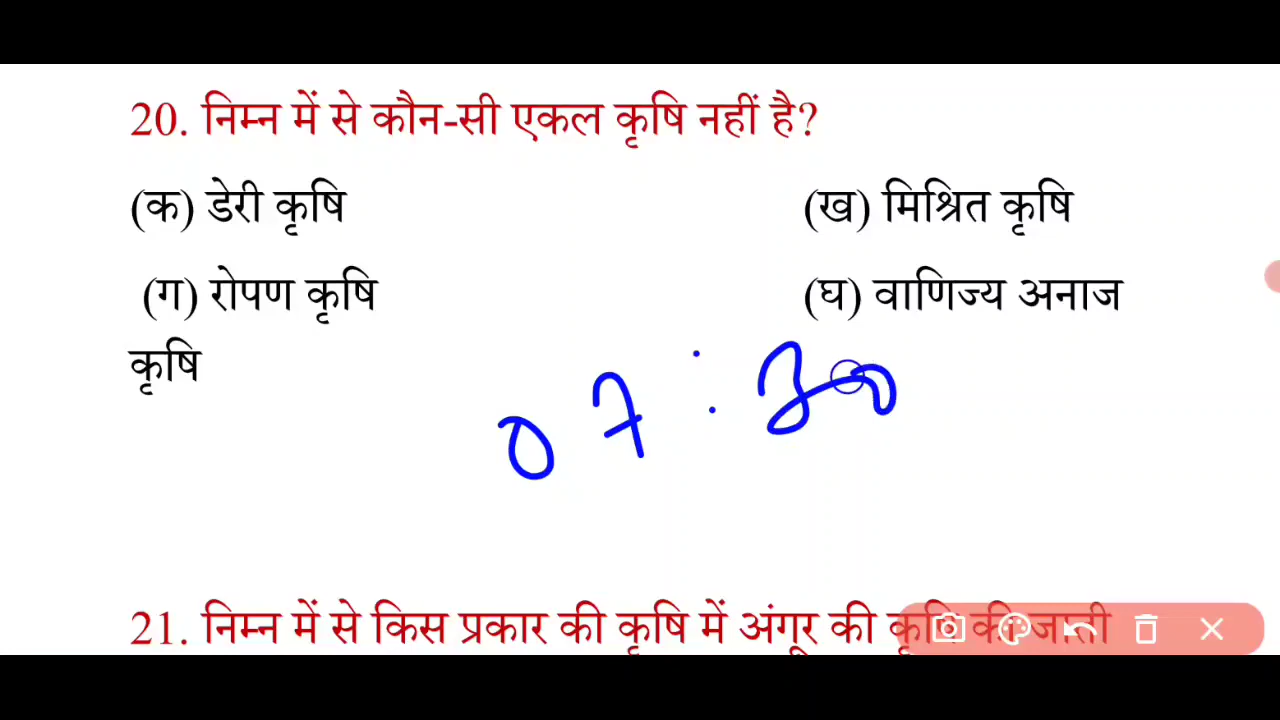 20. निम्न में से कौन-सी एकल कृषि नहीं है?
(क) डेरी कृषि (ख) मिश्रित कृषि
(ग) रोपण कृषि (घ) वाणिज्य अनाज
कृषि
07:30
21. निम्न में से किस प्रकार की कृषि में अंगूर की कृषि की जाती